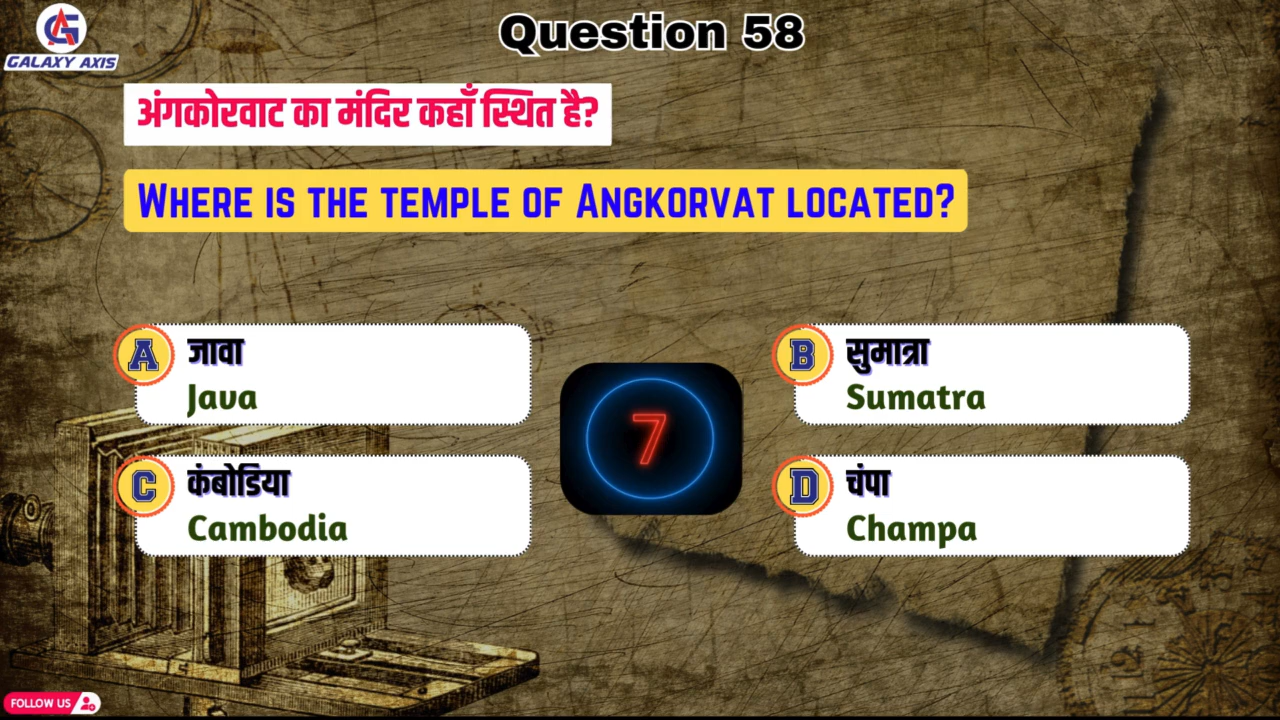 Question 58
GALAXY AXIS
अंगकोरवाट का मंदिर कहाँ स्थित है?
Where is the temple of Angkorvat located?
A
जावा
Java
B
सुमात्रा
Sumatra
7
C
कंबोडिया
Cambodia
D
चंपा
Champa
FOLLOW US